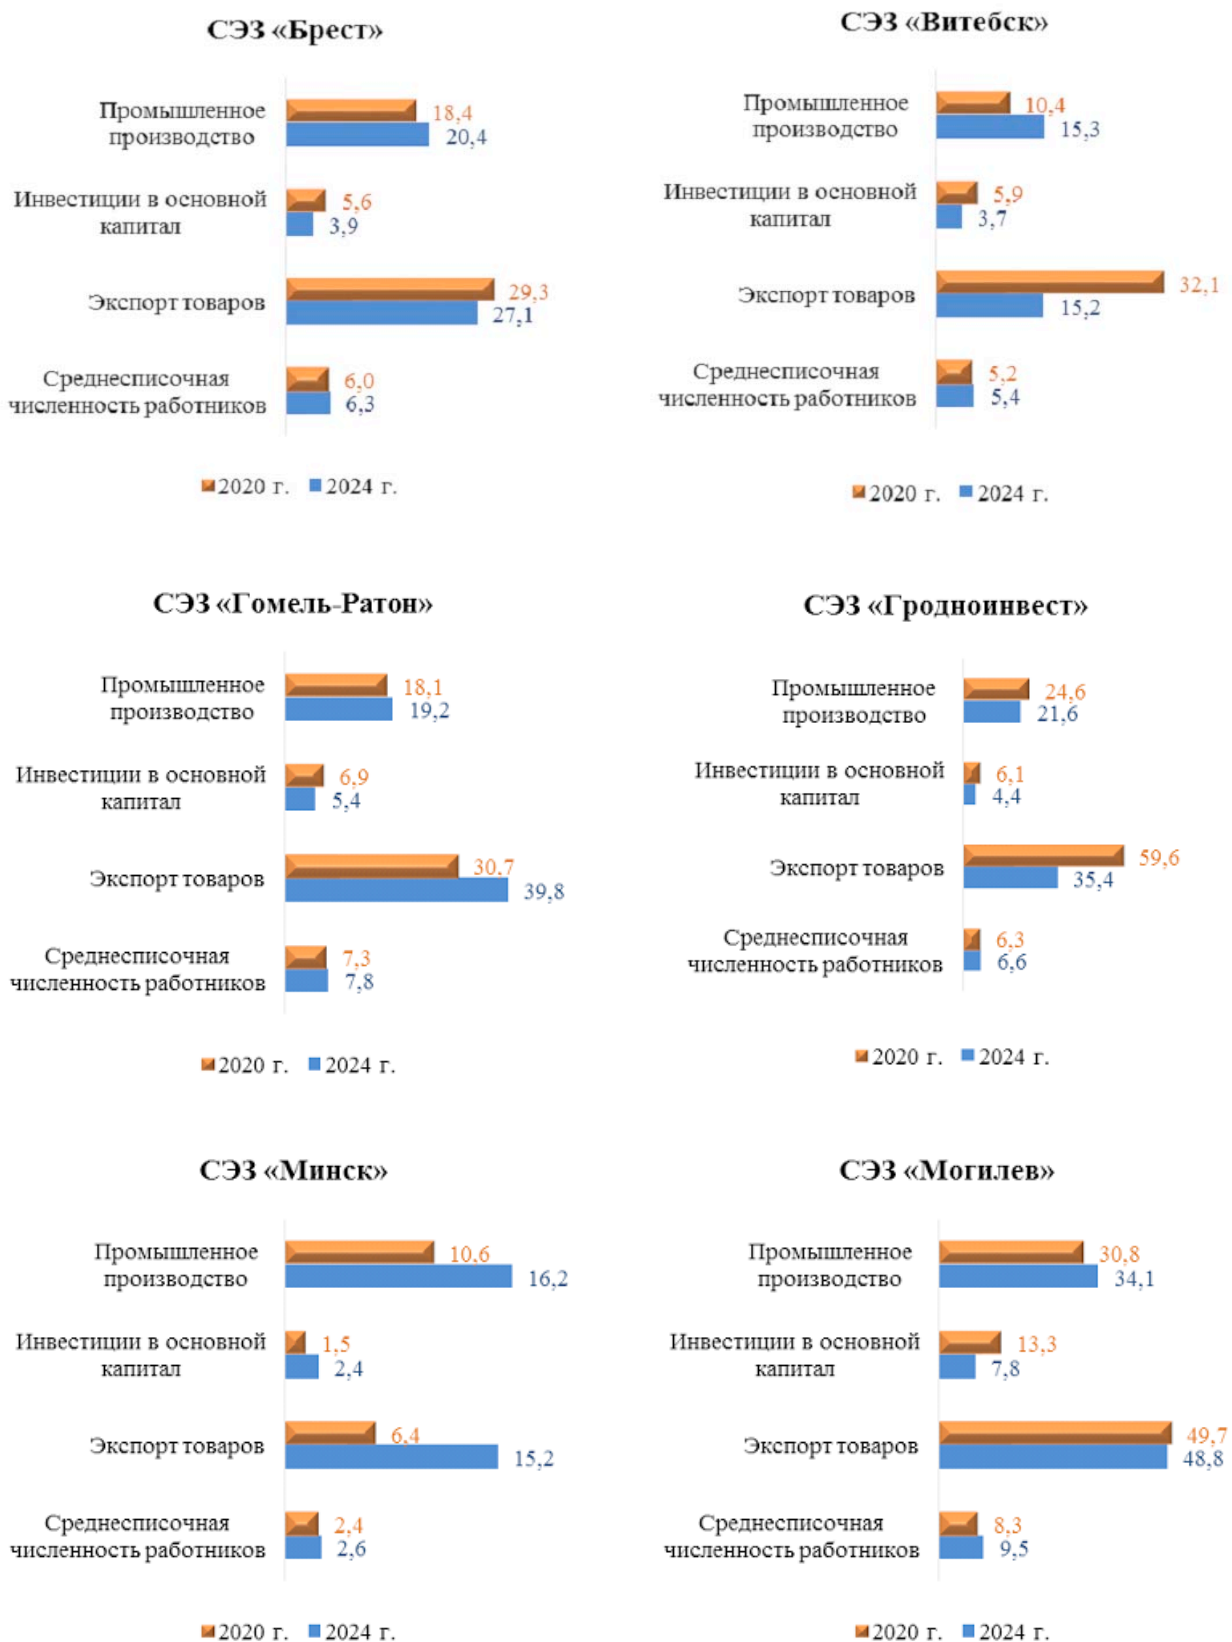 СЭЗ «Брест»
Промышленное
производство
18,4
20,4
Инвестиции в основной
капитал
5,6
3,9
Экспорт товаров
29,3
27,1
Среднесписочная
численность работников
6,0
6,3
2020 г. 2024 г.
СЭЗ «Витебск»
Промышленное
производство
10,4
15,3
Инвестиции в основной
капитал
5,9
3,7
Экспорт товаров
32,1
15,2
Среднесписочная
численность работников
5,2
5,4
2020 г. 2024 г.
СЭЗ «Гомель-Ратон»
Промышленное
производство
18,1
19,2
Инвестиции в основной
капитал
6,9
5,4
Экспорт товаров
30,7
39,8
Среднесписочная
численность работников
7,3
7,8
2020 г. 2024 г.
СЭЗ «Гродноинвест»
Промышленное
производство
24,6
21,6
Инвестиции в основной
капитал
6,1
4,4
Экспорт товаров
59,6
35,4
Среднесписочная
численность работников
6,3
6,6
2020 г. 2024 г.
СЭЗ «Минск»
Промышленное
производство
10,6
16,2
Инвестиции в основной
капитал
1,5
2,4
Экспорт товаров
6,4
15,2
Среднесписочная
численность работников
2,4
2,6
2020 г. 2024 г.
СЭЗ «Могилев»
Промышленное
производство
30,8
34,1
Инвестиции в основной
капитал
13,3
7,8
Экспорт товаров
49,7
48,8
Среднесписочная
численность работников
8,3
9,5
2020 г. 2024 г.